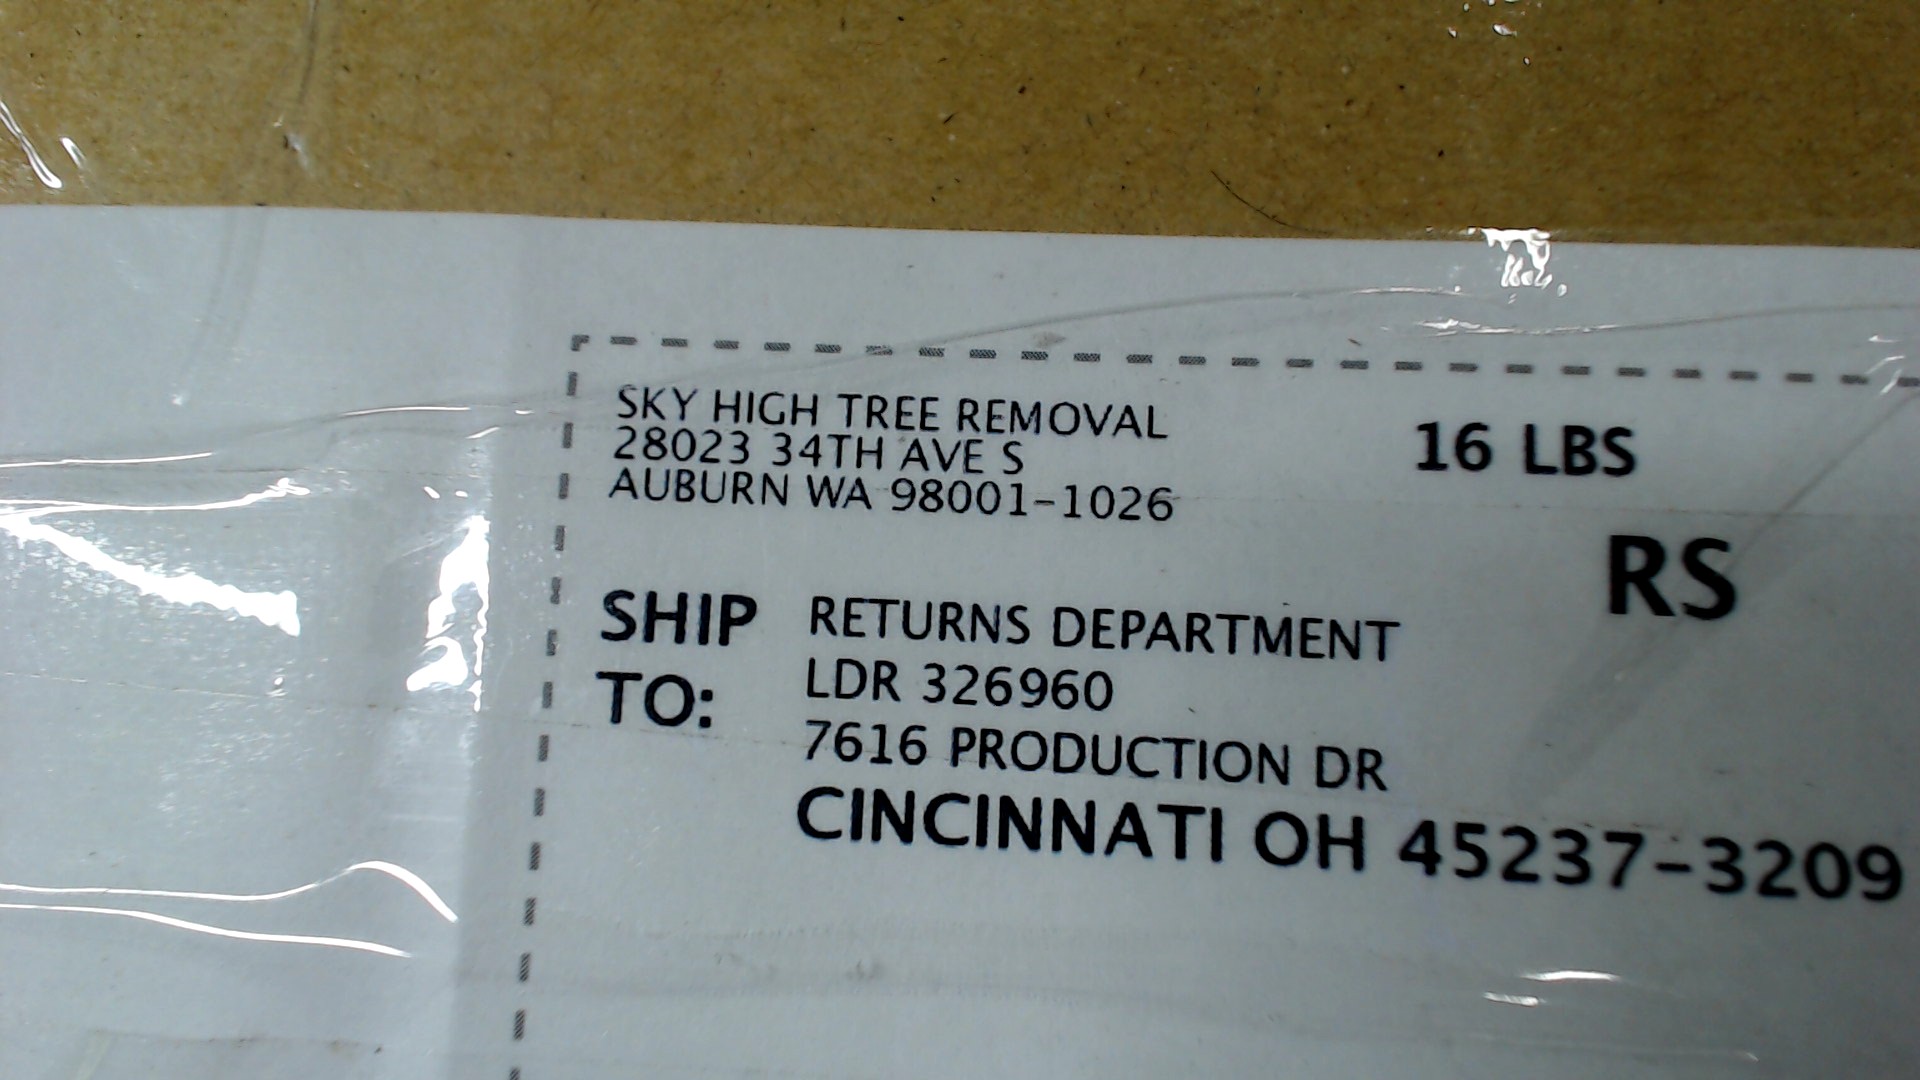 SKY HIGH TREE REMOVAL
28023 34TH AVE S
AUBURN WA 98001-1026
16 LBS
RS
SHIP TO:
RETURNS DEPARTMENT
LDR 326960
7616 PRODUCTION DR
CINCINNATI OH 45237-3209